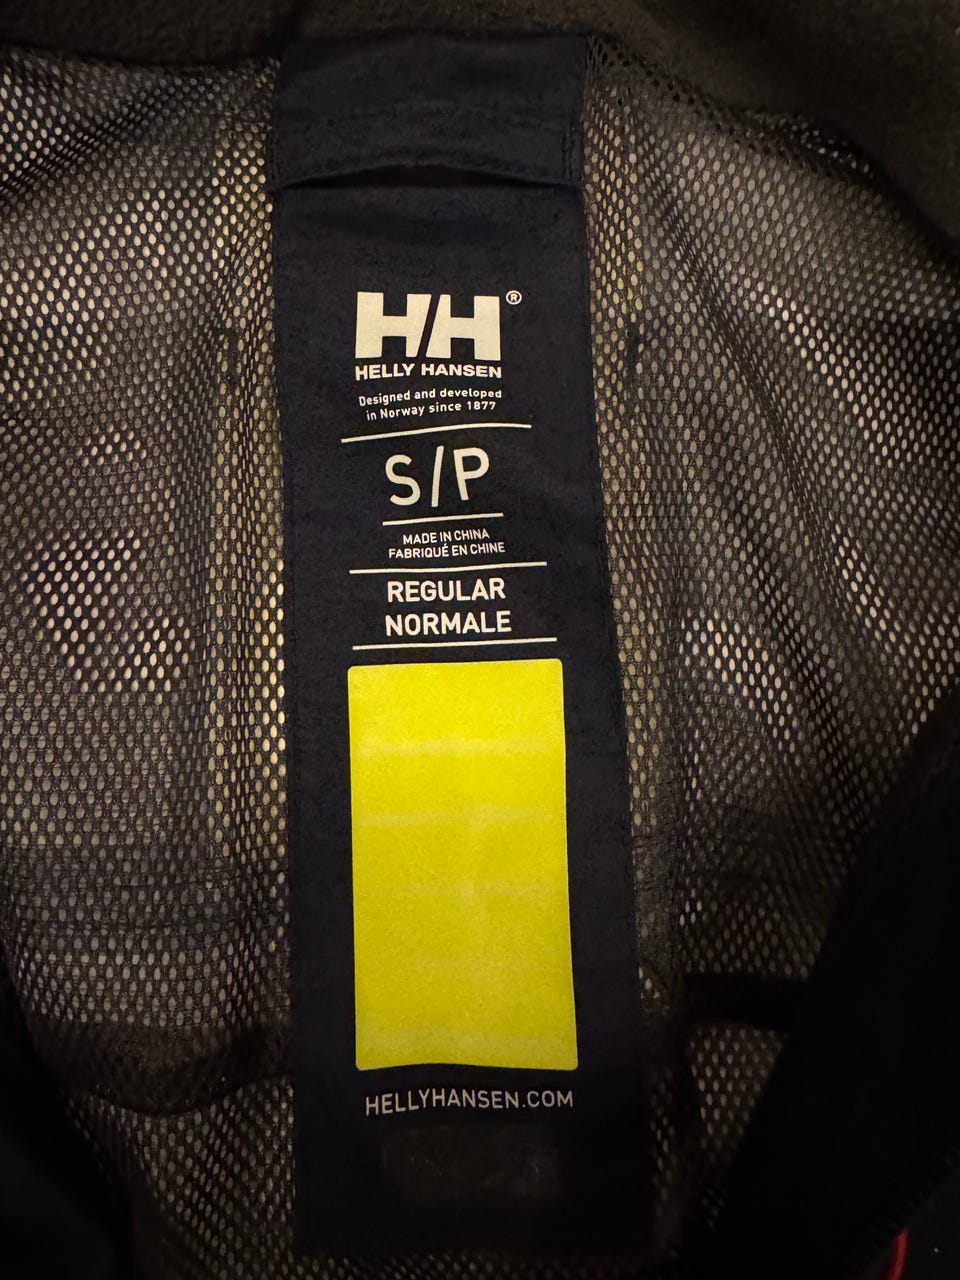 HH®
HELLY HANSEN
Designed and developed
in Norway since 1877
S/P
MADE IN CHINA
FABRIQUÉ EN CHINE
REGULAR
NORMALE
HELLYHANSEN.COM